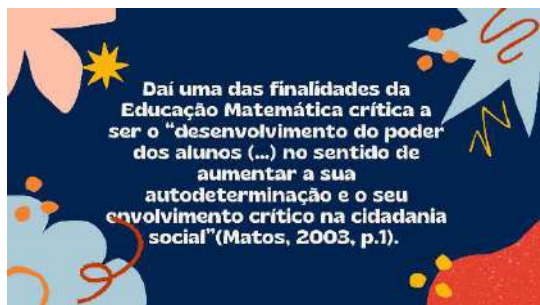 Daí uma das finalidades da
Educação Matemática crítica a
ser o “desenvolvimento do poder
dos alunos (...) no sentido de
aumentar a sua
autodeterminação e o seu
envolvimento crítico na cidadania
social”(Matos, 2003, p.1).